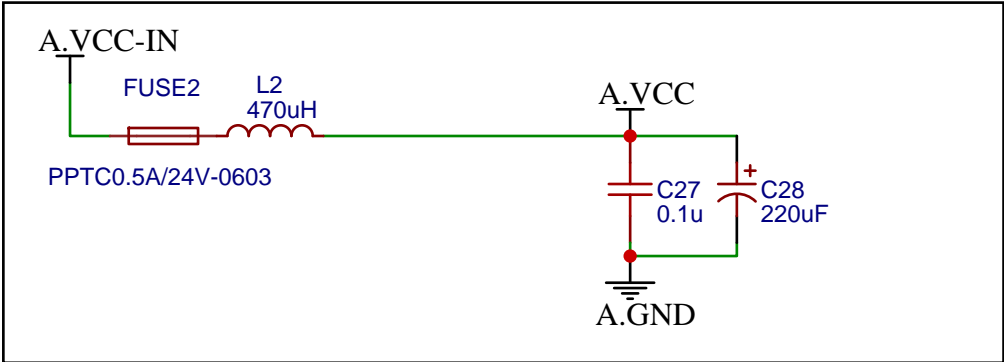 A.VCC-IN
FUSE2
L2
470uH
PPTC0.5A/24V-0603
A.VCC
+
C27
0.1u
C28
220uF
A.GND